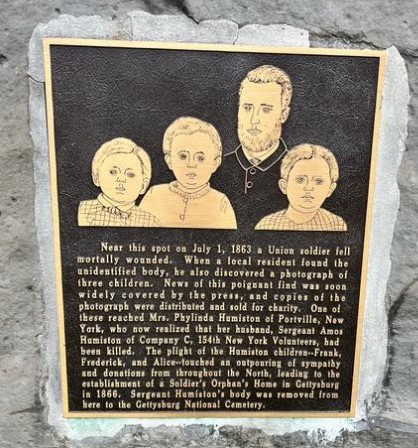 Near this spot on July 1, 1863 a Union soldier fell
mortally wounded. When a local resident found the
unidentified body, he also discovered a photograph of
three children. News of this poignant find was soon
widely covered by the press, and copies of the
photograph were distributed and sold for charity. One of
these reached Mrs. Phylinda Humiston of Portville, New
York, who now realized that her husband, Sergeant Amos
Humiston of Company C, 154th New York Volunteers, had
been killed. The plight of the Humiston children--Frank,
Frederick, and Alice--touched an outpouring of sympathy
and donations from throughout the North, leading to the
establishment of a Soldier's Orphan's Home in Gettysburg
in 1866. Sergeant Humiston's body was removed from
here to the Gettysburg National Cemetery.